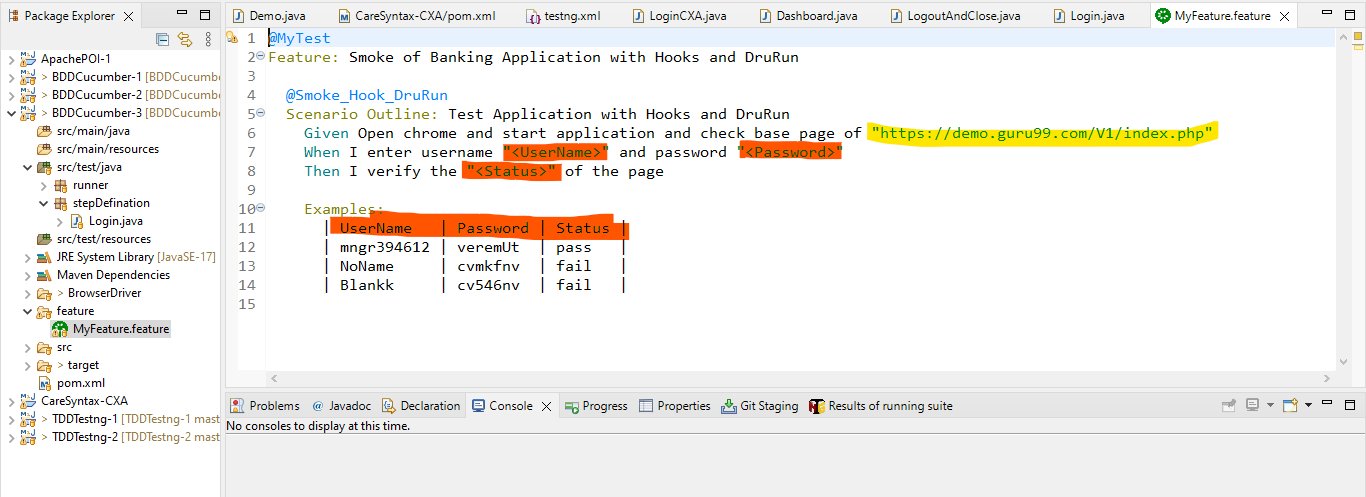 Package Explorer
ApachePOI-1
> BDDCucumber-1 [BDDCucumbe
> BDDCucumber-2 [BDDCucumbe
> BDDCucumber-3 [BDDCucumbe
src/main/java
src/main/resources
src/test/java
runner
stepDefination
> Login.java
src/test/resources
JRE System Library [JavaSE-17]
Maven Dependencies
> BrowserDriver
feature
MyFeature.feature
src
> target
pom.xml
CareSyntax-CXA
> TDDTestng-1 [TDDTestng-1 mast
> TDDTestng-2 [TDDTestng-2 mast
Demo.java CareSyntax-CXA/pom.xml testng.xml LoginCXA.java Dashboard.java LogoutAndClose.java Login.java MyFeature.feature
1 @MyTest
2 Feature: Smoke of Banking Application with Hooks and DruRun
3
4 @Smoke_Hook_DruRun
5 Scenario Outline: Test Application with Hooks and DruRun
6 Given Open chrome and start application and check base page of "https://demo.guru99.com/V1/index.php"
7 When I enter username "<UserName>" and password "<Password>"
8 Then I verify the "<Status>" of the page
9
10 Examples:
11 | UserName | Password | Status |
12 | mngr394612 | veremUt | pass |
13 | NoName | cvmkfnv | fail |
14 | Blankk | cv546nv | fail |
15
Problems @ Javadoc Declaration Console Progress Properties Git Staging Results of running suite
No consoles to display at this time.